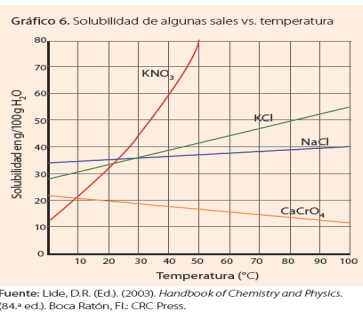 Gráfico 6. Solubilidad de algunas sales vs. temperatura
Solubilidad en g/100g H₂O
80
70
60
50
40
30
20
10
0
KNO₃
KCl
NaCl
CaCrO₄
0 10 20 30 40 50 60 70 80 90 100
Temperatura (°C)
Fuente: Lide, D.R. (Ed.). (2003). Handbook of Chemistry and Physics.
(84.ª ed.). Boca Ratón, Fl.: CRC Press.